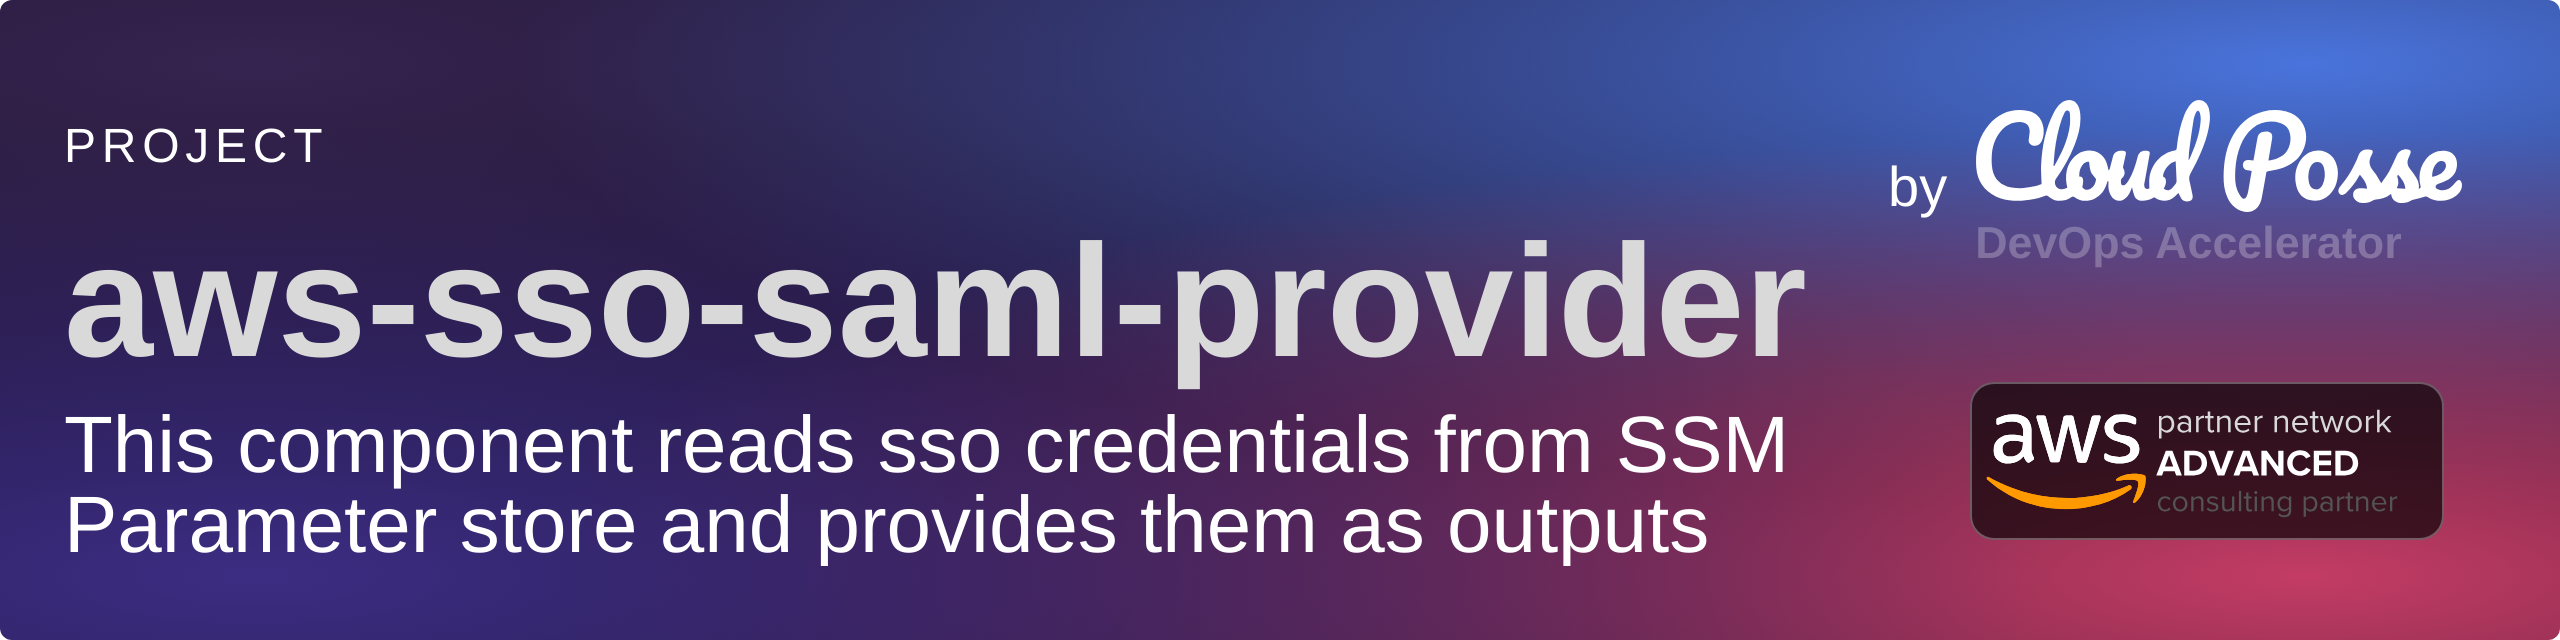 PROJECT
by Cloud Posse
DevOps Accelerator
aws-sso-saml-provider
This component reads sso credentials from SSM
Parameter store and provides them as outputs
aws partner network
ADVANCED
consulting partner